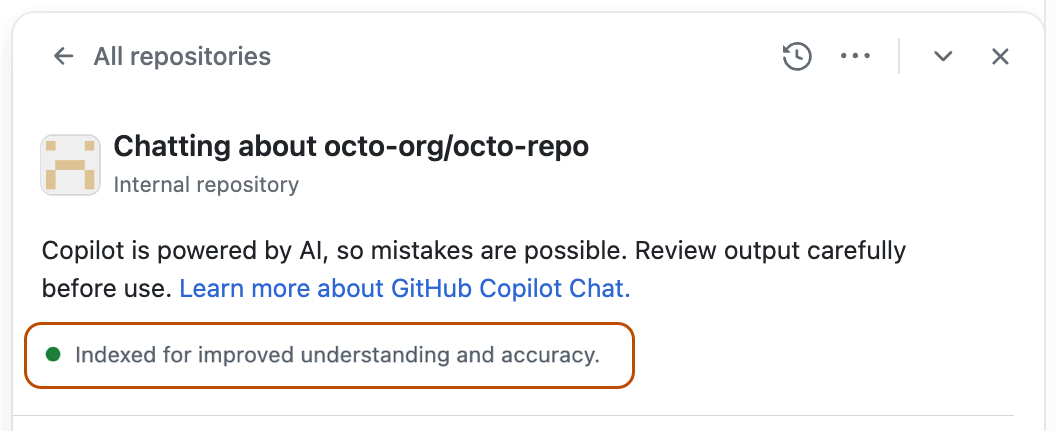 All repositories
Chatting about octo-org/octo-repo
Internal repository
Copilot is powered by AI, so mistakes are possible. Review output carefully
before use. Learn more about GitHub Copilot Chat.
Indexed for improved understanding and accuracy.